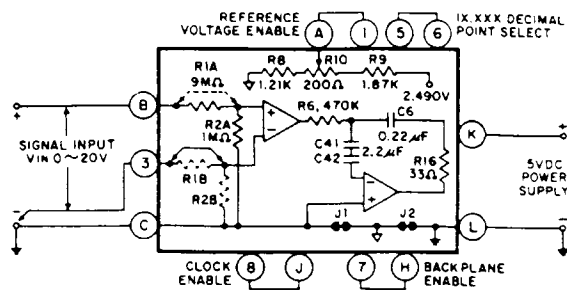 REFERENCE
VOLTAGE ENABLE
A
1
5
6
IX.XXX DECIMAL
POINT SELECT
R1A
9MΩ
R8
1.21K
R10
200Ω
R9
1.87K
2.490V
B
+
R2A
1MΩ
+
−
R6, 470K
C6
0.22μF
K
+
SIGNAL INPUT
VIN 0~20V
3
R1B
R2B
C41
C42
2.2μF
R16
33Ω
−
+
5VDC
POWER
SUPPLY
−
C
J1
J2
L
−
CLOCK
ENABLE
8
J
7
H
BACKPLANE
ENABLE